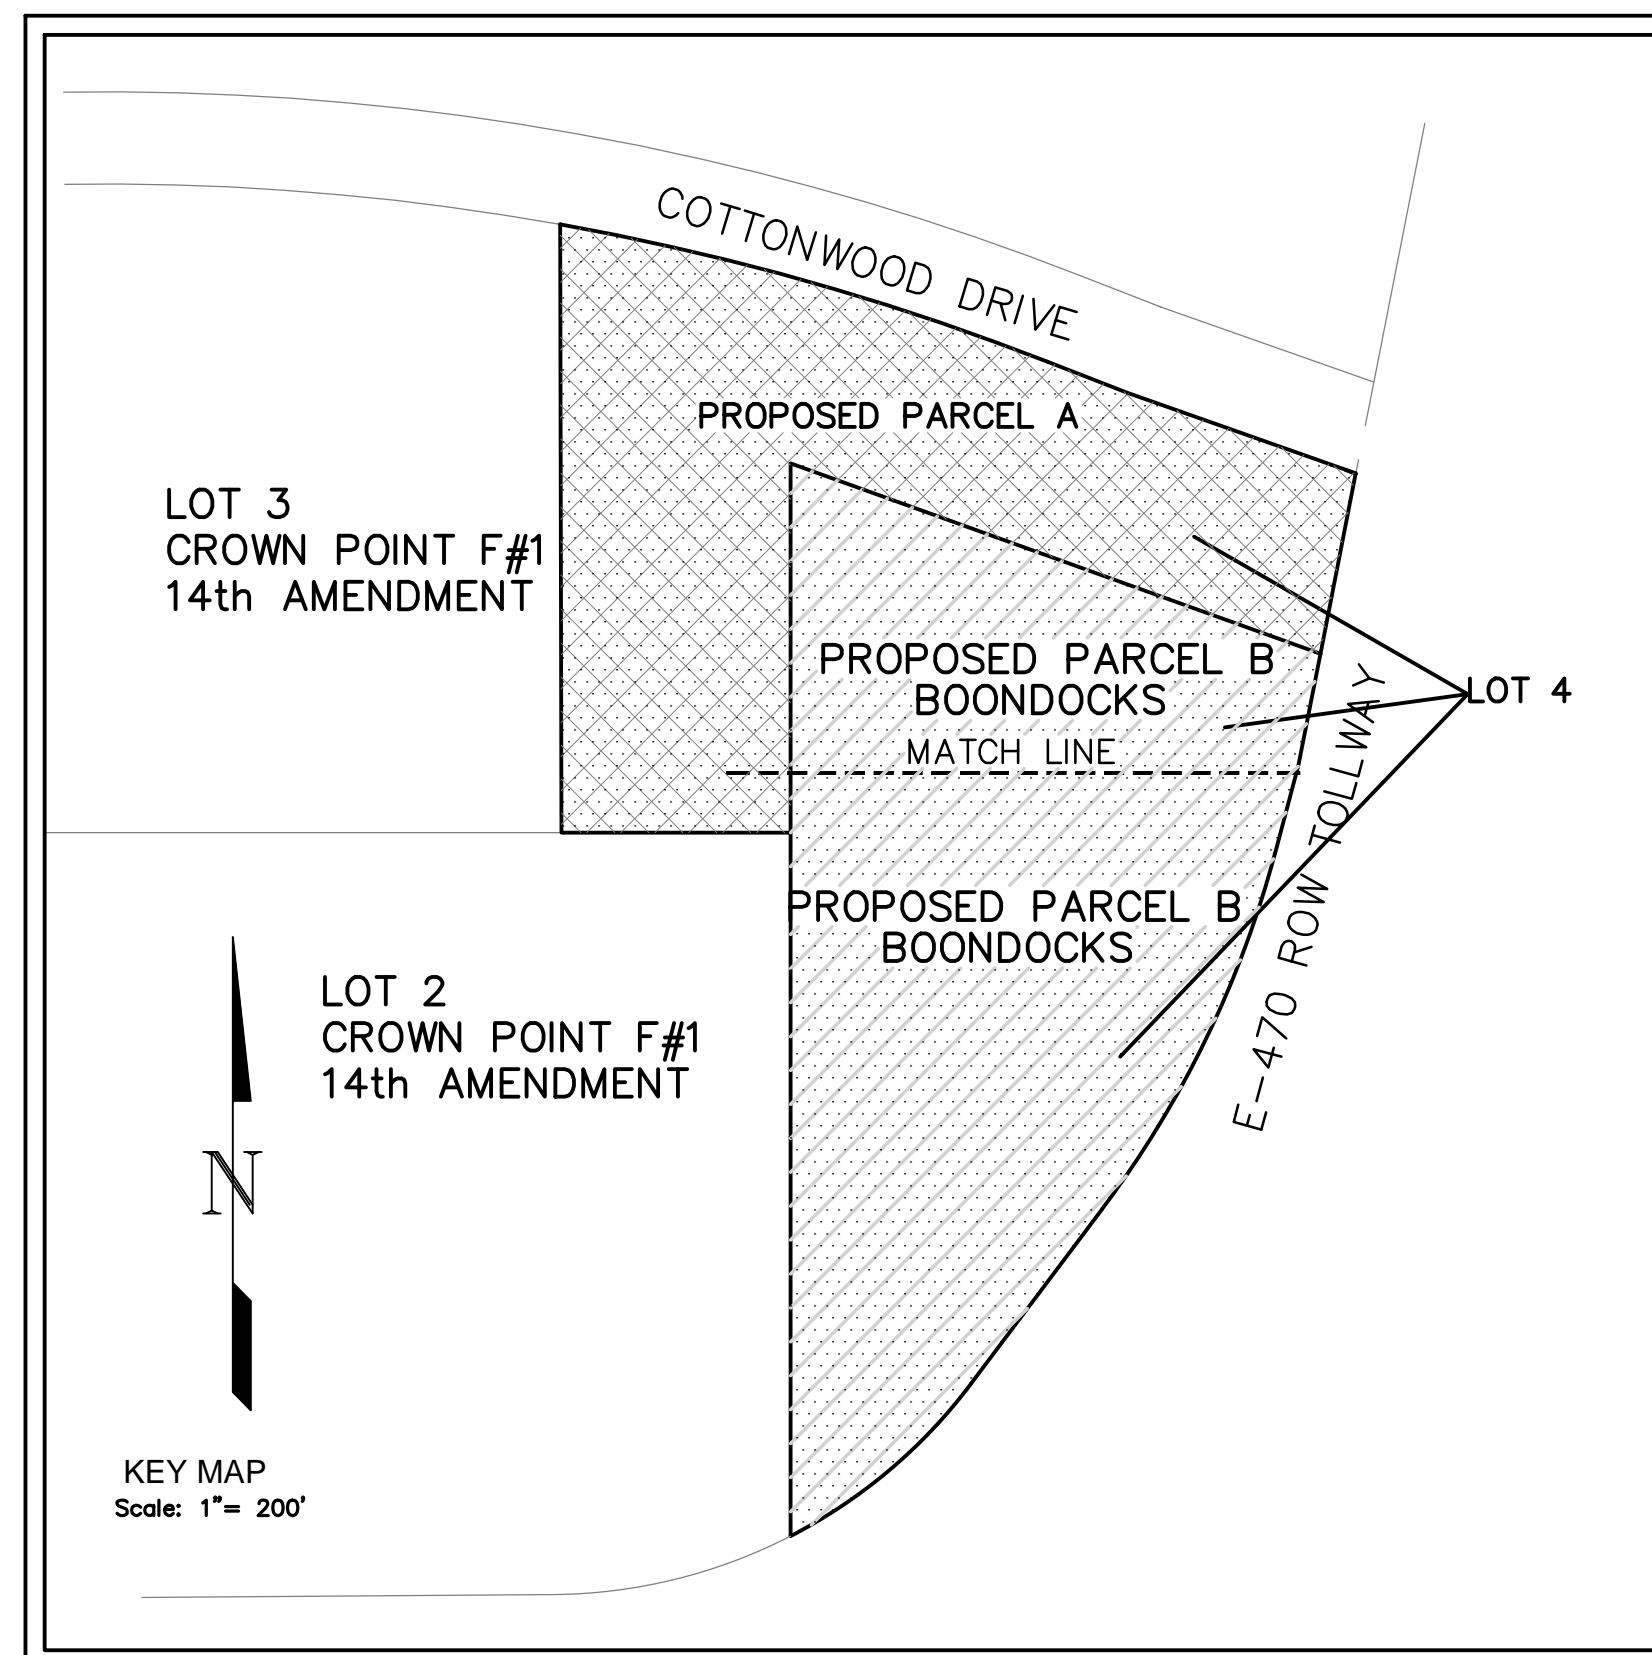 COTTONWOOD DRIVE
PROPOSED PARCEL A
LOT 3
CROWN POINT F#1
14th AMENDMENT
PROPOSED PARCEL B
BOONDOCKS
LOT 4
MATCH LINE
E-470 ROW TOLLWAY
PROPOSED PARCEL B
BOONDOCKS
LOT 2
CROWN POINT F#1
14th AMENDMENT
N
KEY MAP
Scale: 1"= 200'